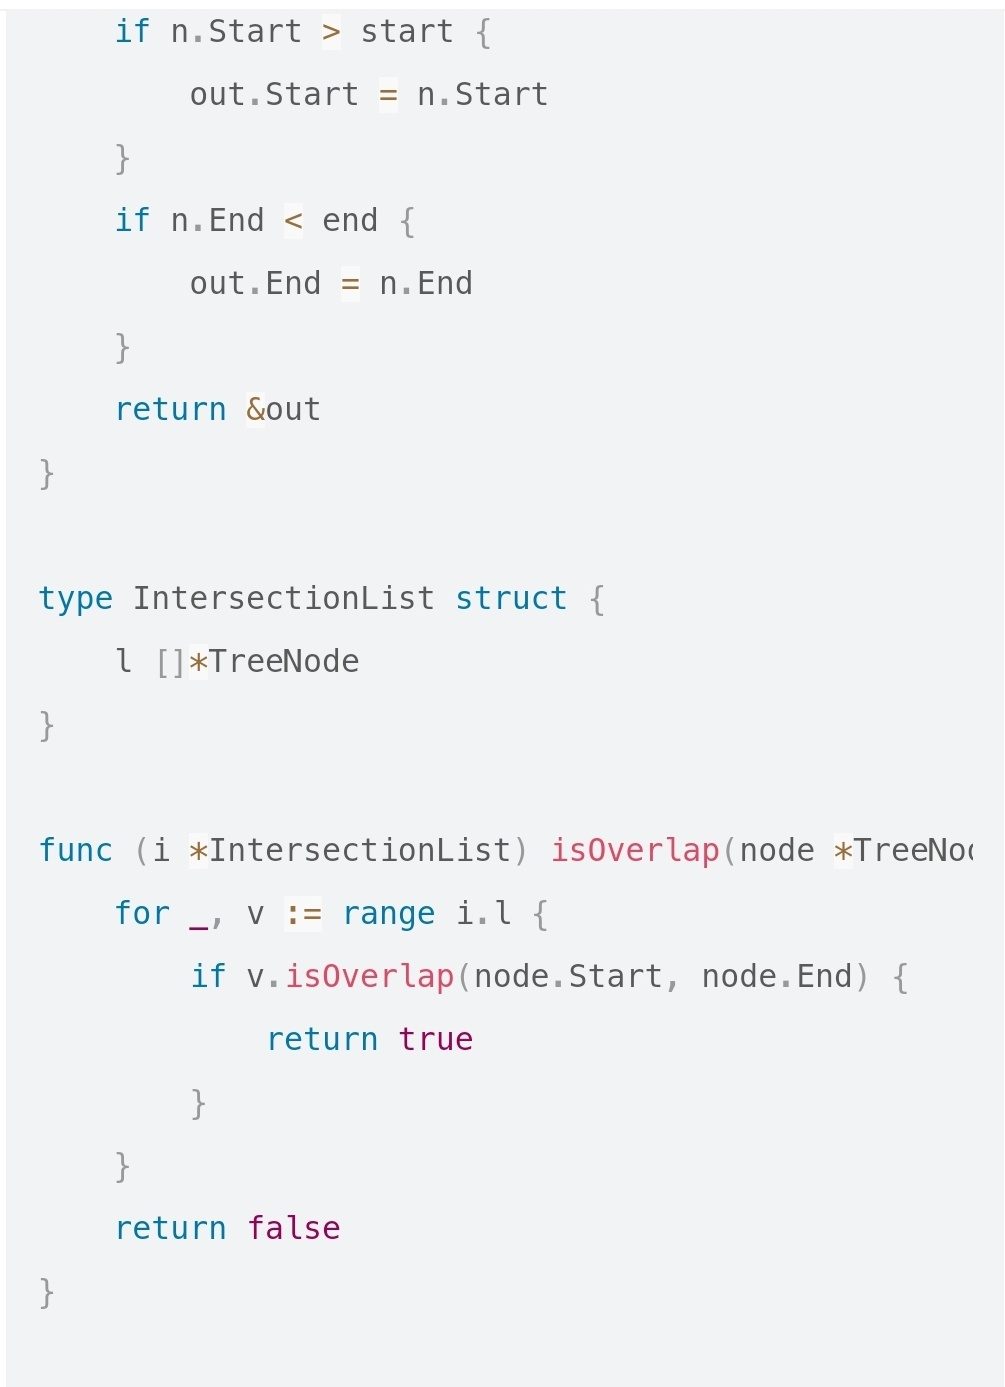 if n.Start > start {
out.Start = n.Start
}
if n.End < end {
out.End = n.End
}
return &out
}
type IntersectionList struct {
l []*TreeNode
}
func (i *IntersectionList) isOverlap(node *TreeNo
for _, v := range i.l {
if v.isOverlap(node.Start, node.End) {
return true
}
}
return false
}